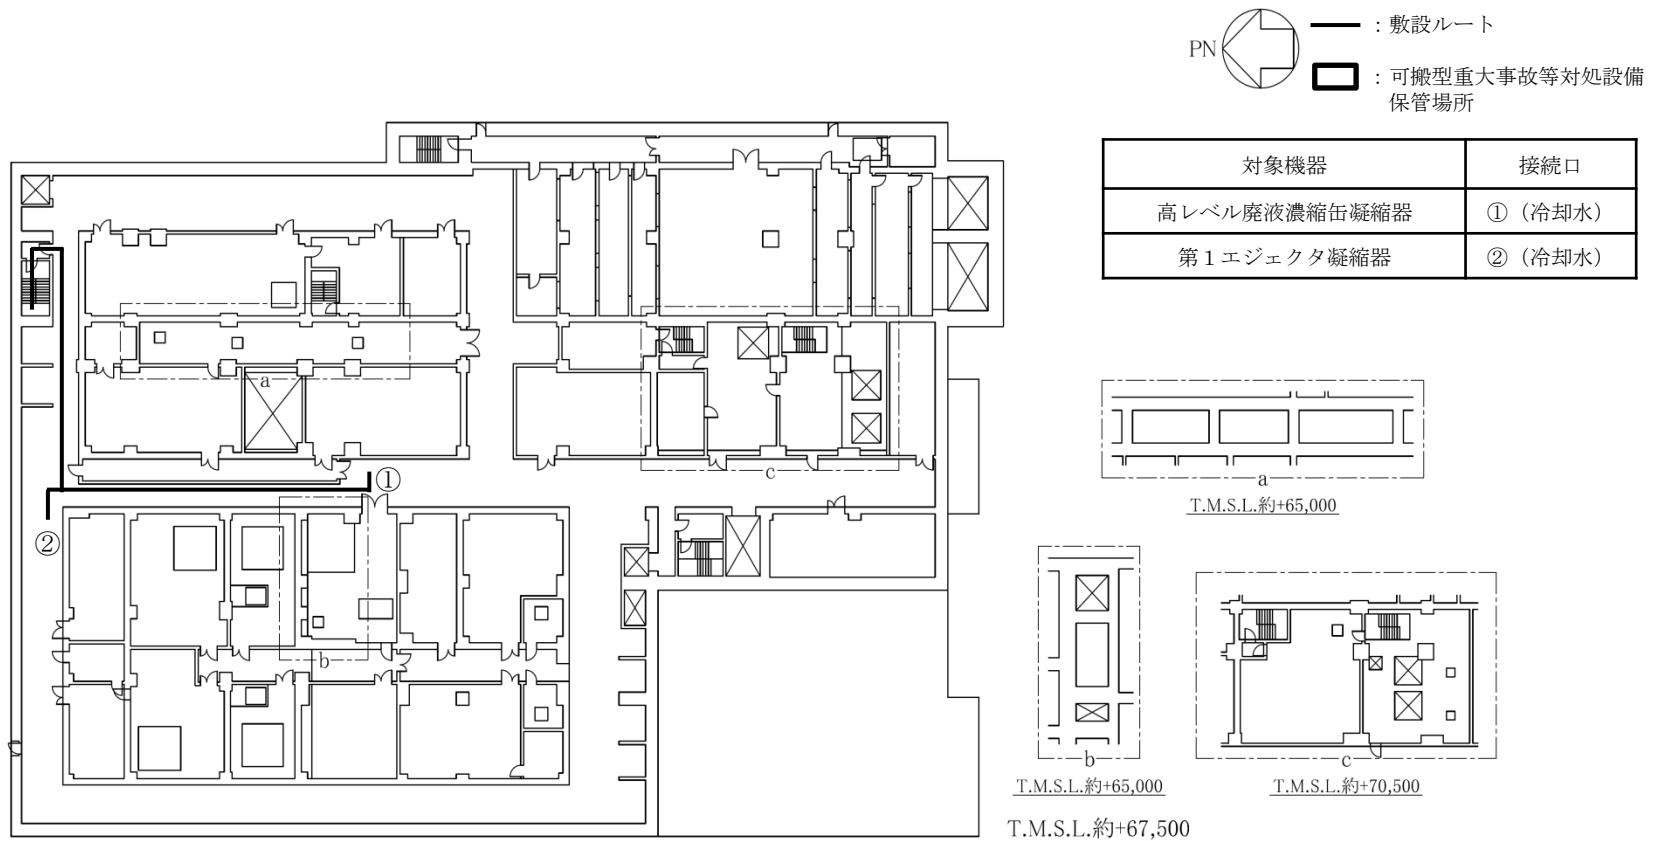 PN
：敷設ルート
：可搬型重大事故等対処設備
保管場所
対象機器 接続口
高レベル廃液濃縮缶凝縮器 ①（冷却水）
第１エジェクタ凝縮器 ②（冷却水）
a
c
①
②
b
a
T.M.S.L.約+65,000
b
T.M.S.L.約+65,000
c
T.M.S.L.約+70,500
T.M.S.L.約+67,500